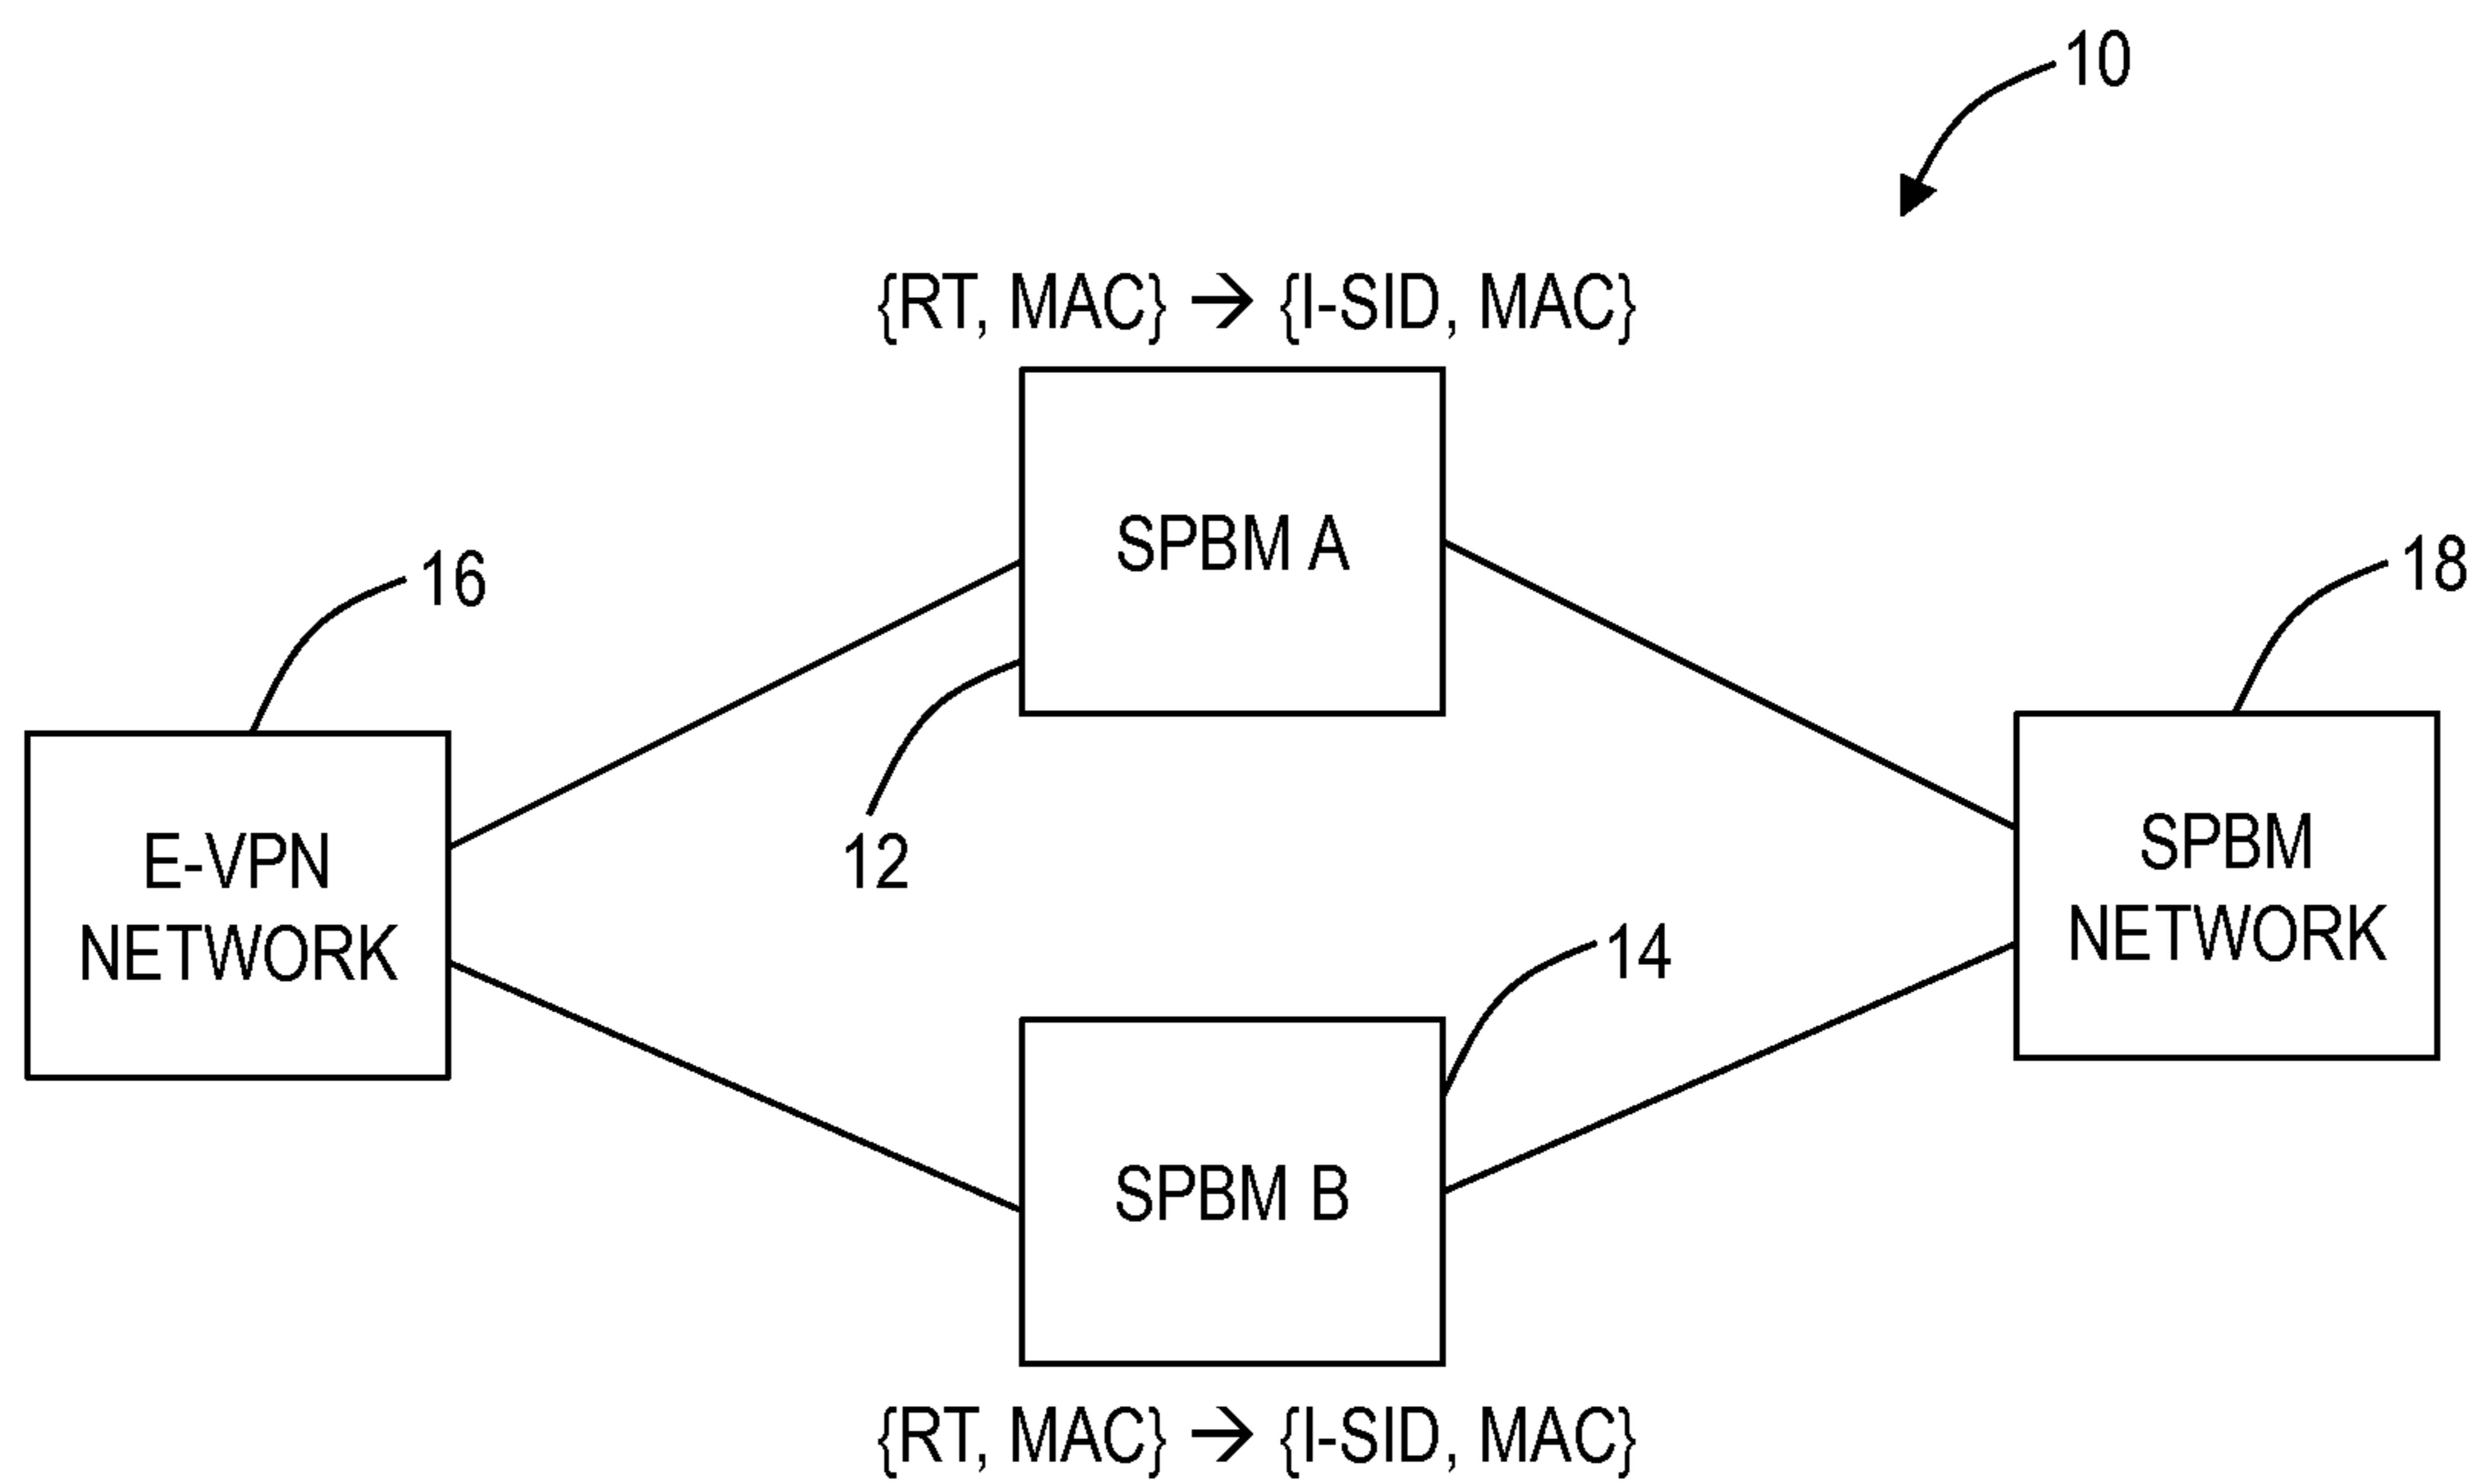 10
{RT, MAC} → {I-SID, MAC}
SPBM A
16
18
12
E-VPN
NETWORK
SPBM
NETWORK
14
SPBM B
{RT, MAC} → {I-SID, MAC}